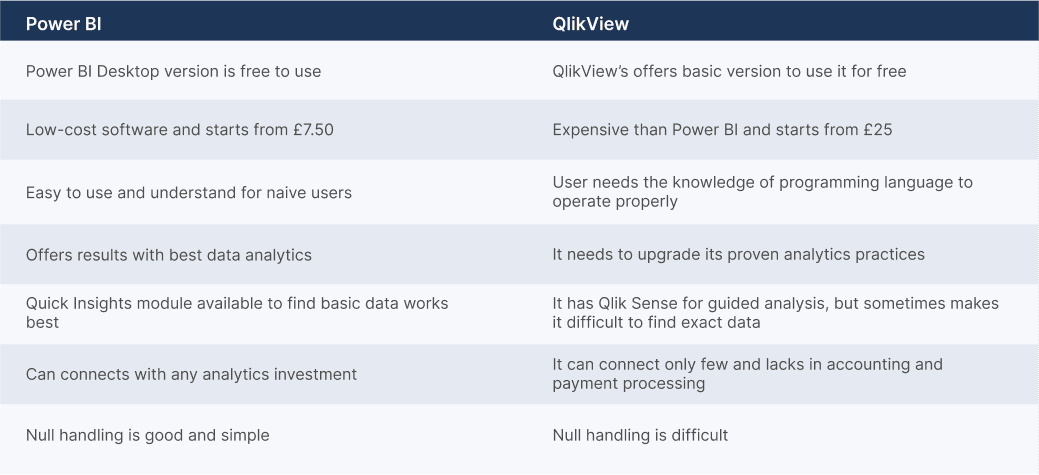 Power BI
QlikView
Power BI Desktop version is free to use
QlikView’s offers basic version to use it for free
Low-cost software and starts from £7.50
Expensive than Power BI and starts from £25
Easy to use and understand for naive users
User needs the knowledge of programming language to
operate properly
Offers results with best data analytics
It needs to upgrade its proven analytics practices
Quick Insights module available to find basic data works
best
It has Qlik Sense for guided analysis, but sometimes makes
it difficult to find exact data
Can connects with any analytics investment
It can connect only few and lacks in accounting and
payment processing
Null handling is good and simple
Null handling is difficult